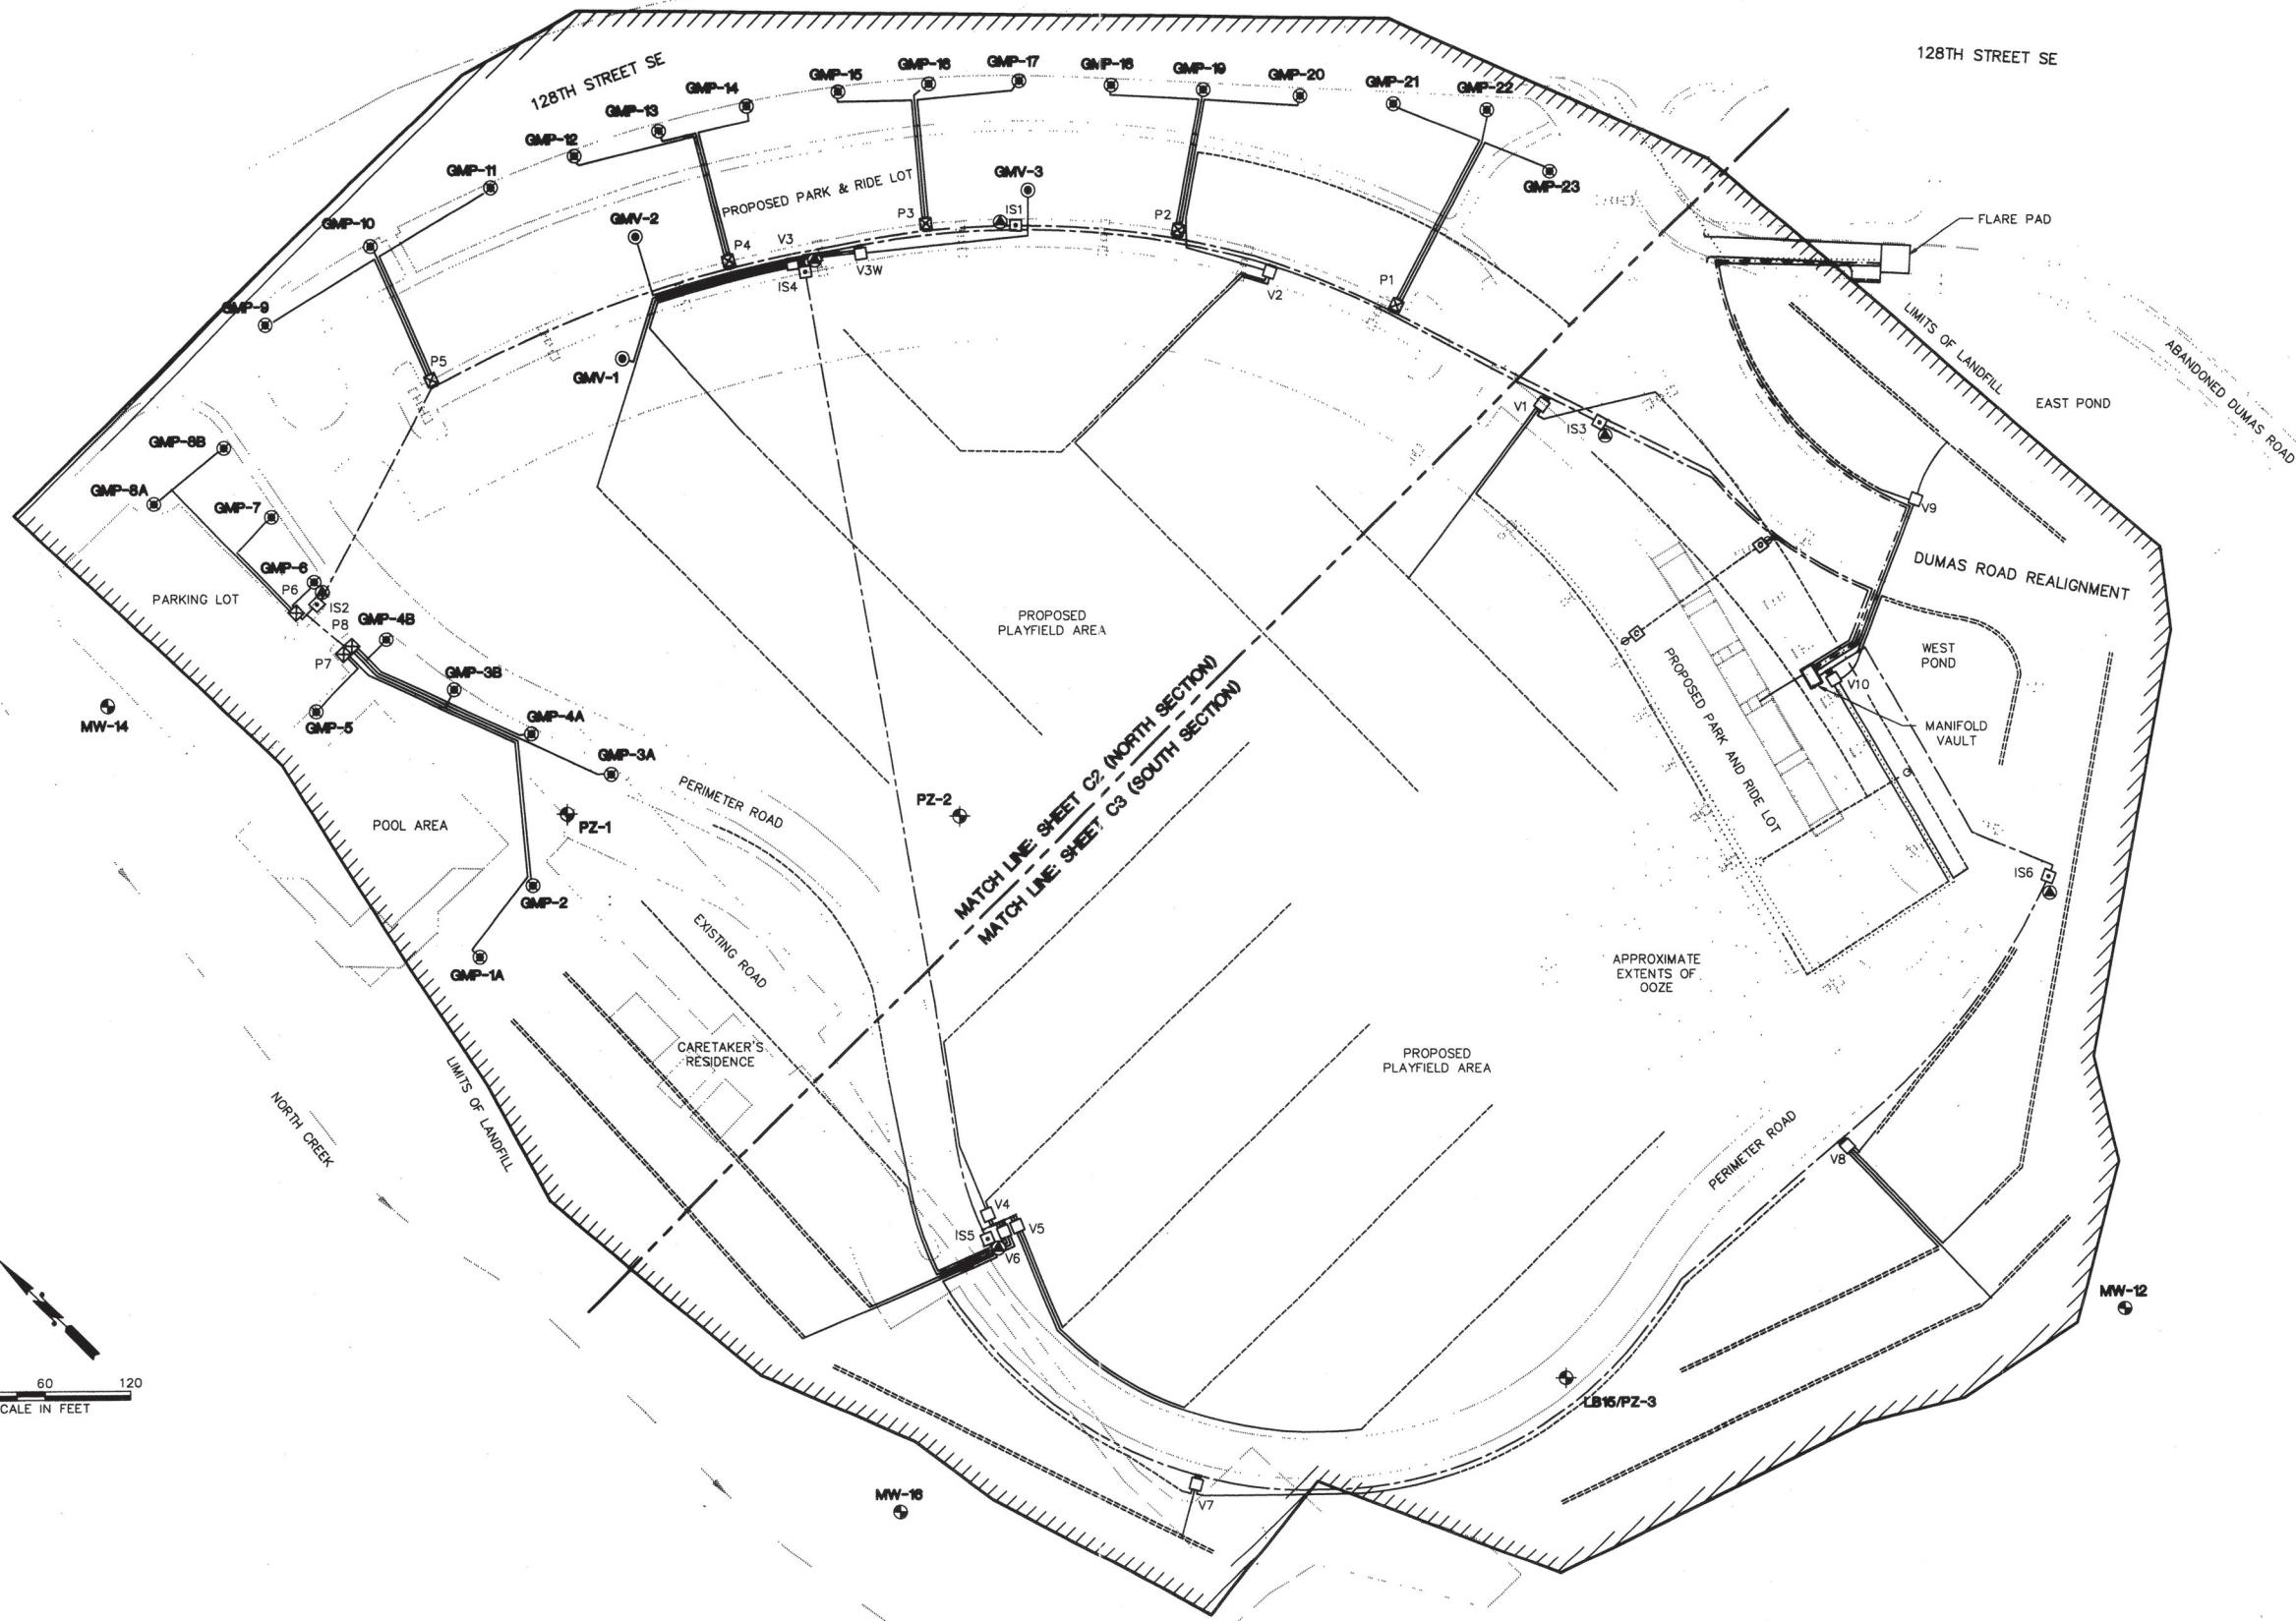 128TH STREET SE
128TH STREET SE
GMP-15
GMP-16
GMP-17
GMP-18
GMP-19
GMP-20
GMP-21
GMP-22
GMP-14
GMP-13
GMP-12
GMP-11
GMP-10
GMP-9
GMP-23
PROPOSED PARK & RIDE LOT
GMV-3
GMV-2
GMV-1
P3
IS1
P2
P4
V3
V3W
IS4
V2
P1
P5
FLARE PAD
LIMITS OF LANDFILL
ABANDONED DUMAS ROAD
EAST POND
V1
IS3
V9
GMP-8B
GMP-8A
GMP-7
GMP-6
P6
IS2
P8
GMP-4B
P7
PARKING LOT
GMP-3B
GMP-5
GMP-4A
GMP-3A
MW-14
PROPOSED
PLAYFIELD AREA
DUMAS ROAD REALIGNMENT
WEST
POND
V10
MANIFOLD
VAULT
PROPOSED PARK AND RIDE LOT
PERIMETER ROAD
PZ-2
PZ-1
POOL AREA
MATCH LINE: SHEET C2 (NORTH SECTION)
MATCH LINE: SHEET C3 (SOUTH SECTION)
IS6
GMP-2
GMP-1A
EXISTING ROAD
APPROXIMATE
EXTENTS OF
OOZE
CARETAKER'S
RESIDENCE
PROPOSED
PLAYFIELD AREA
NORTH CREEK
LIMITS OF LANDFILL
PERIMETER ROAD
V8
V4
V5
IS5
V6
MW-12
60 120
CALE IN FEET
LB15/PZ-3
MW-16
V7